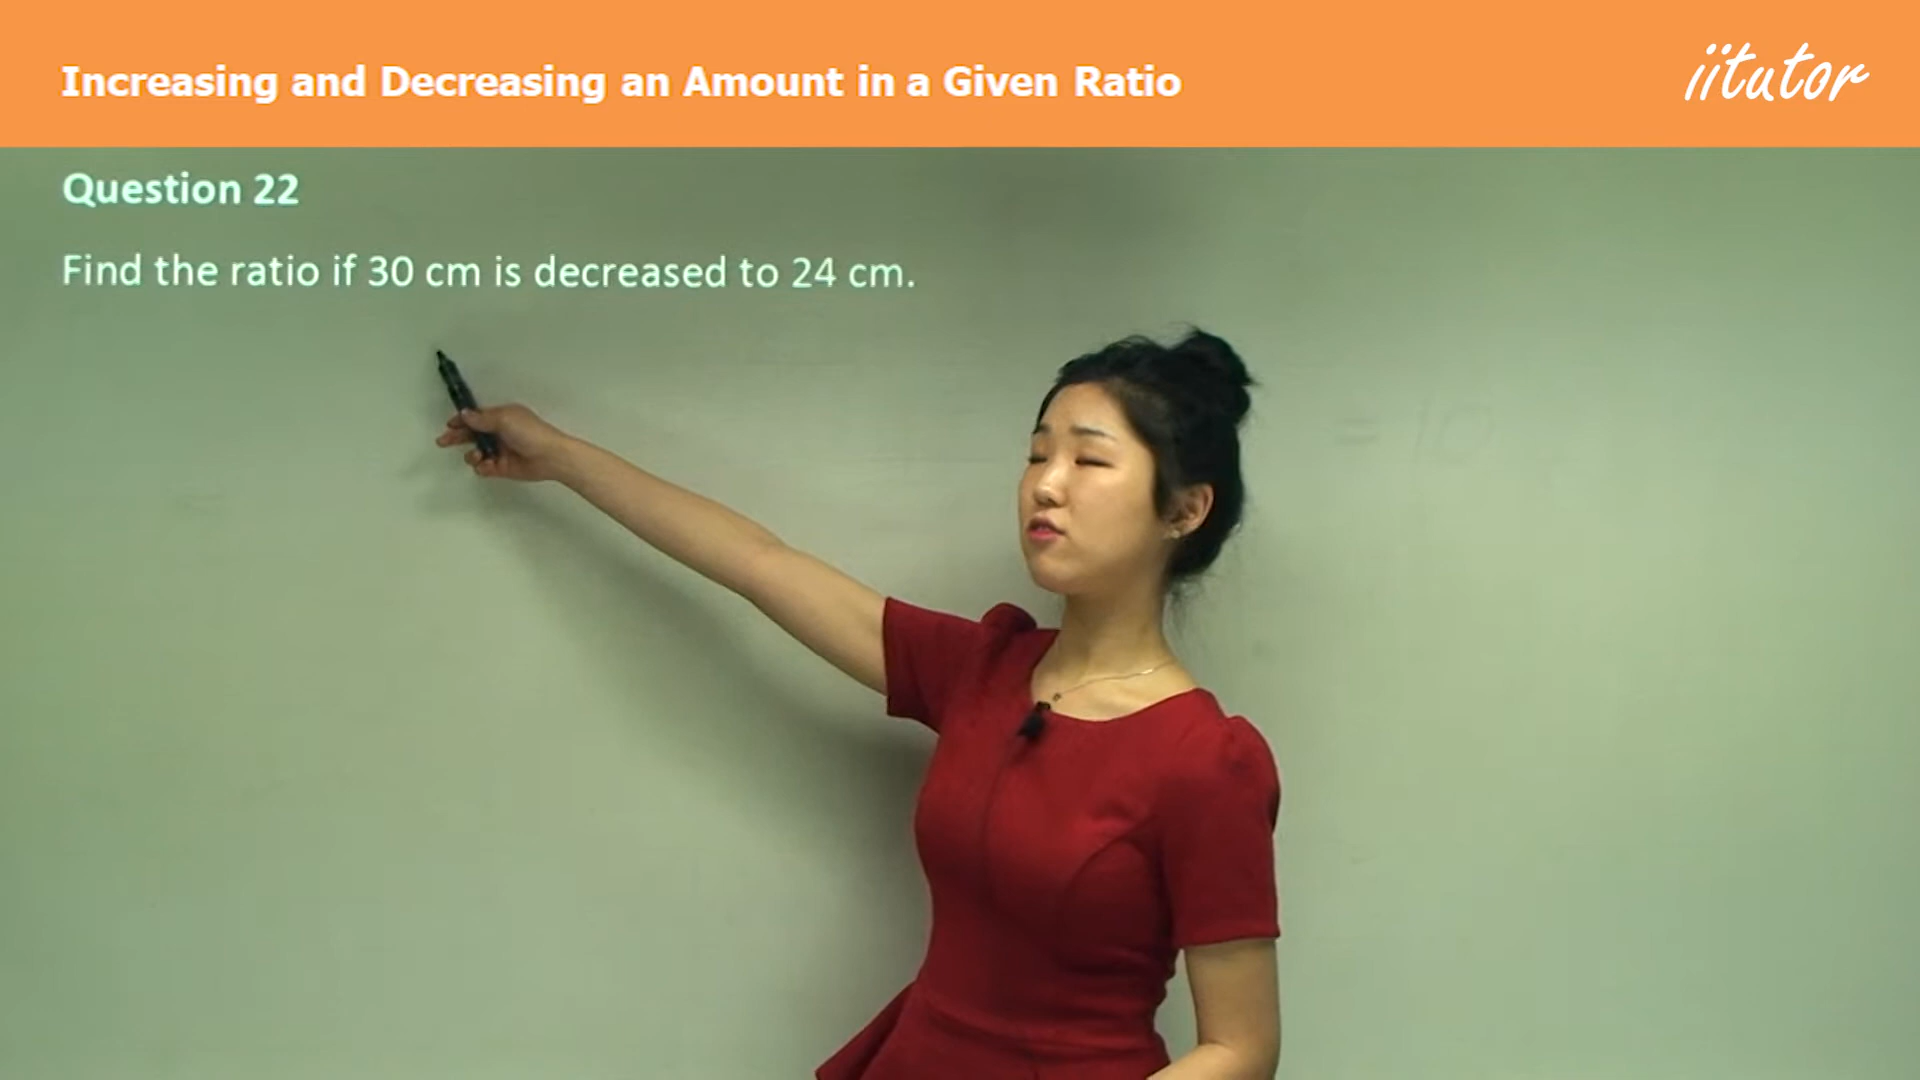 Increasing and Decreasing an Amount in a Given Ratio
iitutor
Question 22
Find the ratio if 30 cm is decreased to 24 cm.
= 10